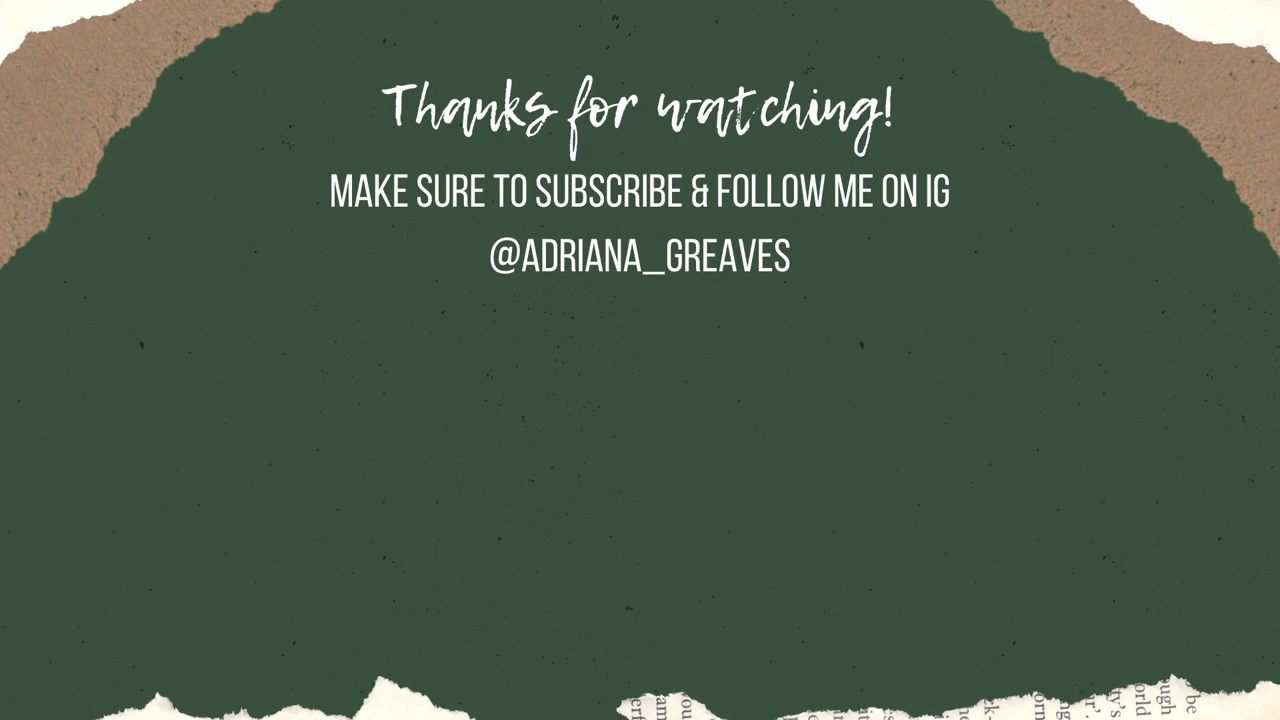 Thanks for watching!
MAKE SURE TO SUBSCRIBE & FOLLOW ME ON IG
@ADRIANA_GREAVES